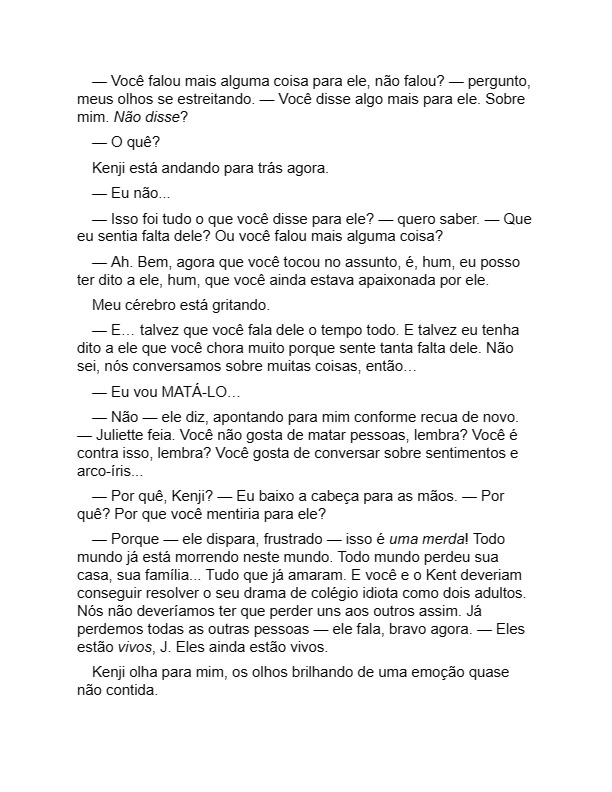 — Você falou mais alguma coisa para ele, não falou? — pergunto,
meus olhos se estreitando. — Você disse algo mais para ele. Sobre
mim. Não disse?
— O quê?
Kenji está andando para trás agora.
— Eu não...
— Isso foi tudo o que você disse para ele? — quero saber. — Que
eu sentia falta dele? Ou você falou mais alguma coisa?
— Ah. Bem, agora que você tocou no assunto, é, hum, eu posso
ter dito a ele, hum, que você ainda estava apaixonada por ele.
Meu cérebro está gritando.
— E… talvez que você fala dele o tempo todo. E talvez eu tenha
dito a ele que você chora muito porque sente tanta falta dele. Não
sei, nós conversamos sobre muitas coisas, então…
— Eu vou MATÁ-LO…
— Não — ele diz, apontando para mim conforme recua de novo.
— Juliette feia. Você não gosta de matar pessoas, lembra? Você é
contra isso, lembra? Você gosta de conversar sobre sentimentos e
arco-íris...
— Por quê, Kenji? — Eu baixo a cabeça para as mãos. — Por
quê? Por que você mentiria para ele?
— Porque — ele dispara, frustrado — isso é uma merda! Todo
mundo já está morrendo neste mundo. Todo mundo perdeu sua
casa, sua família... Tudo que já amaram. E você e o Kent deveriam
conseguir resolver o seu drama de colégio idiota como dois adultos.
Nós não deveríamos ter que perder uns aos outros assim. Já
perdemos todas as outras pessoas — ele fala, bravo agora. — Eles
estão vivos, J. Eles ainda estão vivos.
Kenji olha para mim, os olhos brilhando de uma emoção quase
não contida.